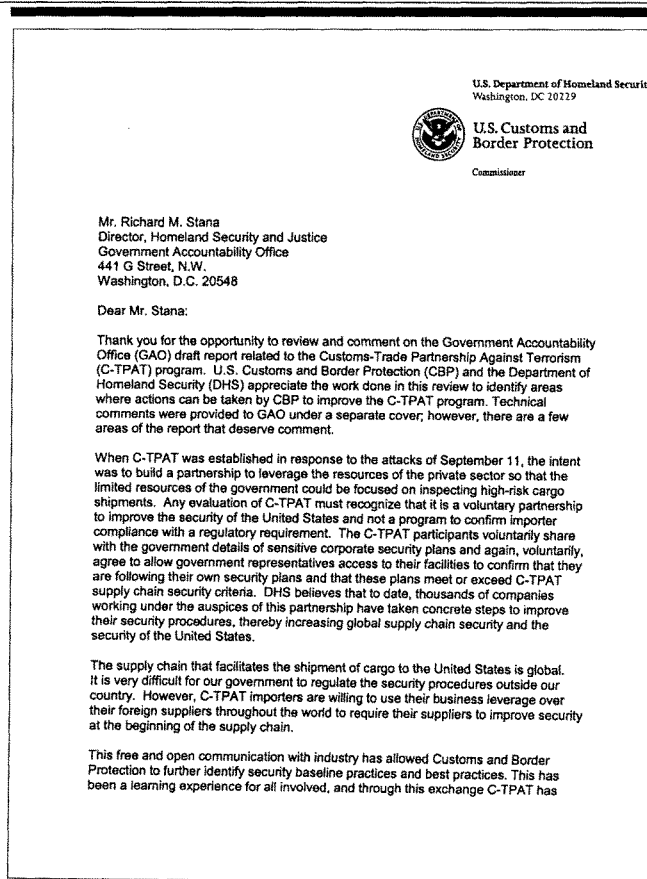 U.S. Department of Homeland Securit
Washington, DC 20229
U.S. Customs and
Border Protection
Commissioner
Mr. Richard M. Stana
Director, Homeland Security and Justice
Government Accountability Office
441 G Street, N.W.
Washington, D.C. 20548
Dear Mr. Stana:
Thank you for the opportunity to review and comment on the Government Accountability
Office (GAO) draft report related to the Customs-Trade Partnership Against Terrorism
(C-TPAT) program. U.S. Customs and Border Protection (CBP) and the Department of
Homeland Security (DHS) appreciate the work done in this review to identify areas
where actions can be taken by CBP to improve the C-TPAT program. Technical
comments were provided to GAO under a separate cover; however, there are a few
areas of the report that deserve comment.
When C-TPAT was established in response to the attacks of September 11, the intent
was to build a partnership to leverage the resources of the private sector so that the
limited resources of the government could be focused on inspecting high-risk cargo
shipments. Any evaluation of C-TPAT must recognize that it is a voluntary partnership
to improve the security of the United States and not a program to confirm importer
compliance with a regulatory requirement. The C-TPAT participants voluntarily share
with the government details of sensitive corporate security plans and again, voluntarily,
agree to allow government representatives access to their facilities to confirm that they
are following their own security plans and that these plans meet or exceed C-TPAT
supply chain security criteria. DHS believes that to date, thousands of companies
working under the auspices of this partnership have taken concrete steps to improve
their security procedures, thereby increasing global supply chain security and the
security of the United States.
The supply chain that facilitates the shipment of cargo to the United States is global.
It is very difficult for our government to regulate the security procedures outside our
country. However, C-TPAT importers are willing to use their business leverage over
their foreign suppliers throughout the world to require their suppliers to improve security
at the beginning of the supply chain.
This free and open communication with industry has allowed Customs and Border
Protection to further identify security baseline practices and best practices. This has
been a learning experience for all involved, and through this exchange C-TPAT has